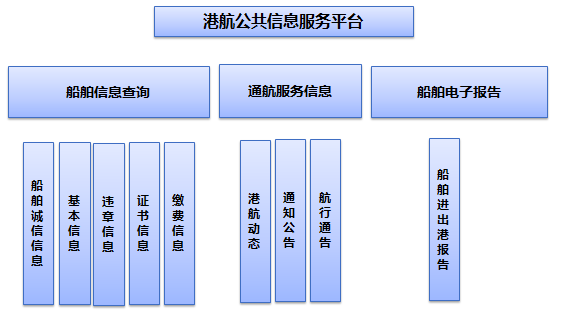 港航公共信息服务平台
船舶信息查询
通航服务信息
船舶电子报告
船舶诚信信息
基本信息
违章信息
证书信息
缴费信息
港航动态
通知公告
航行通告
船舶进出港报告